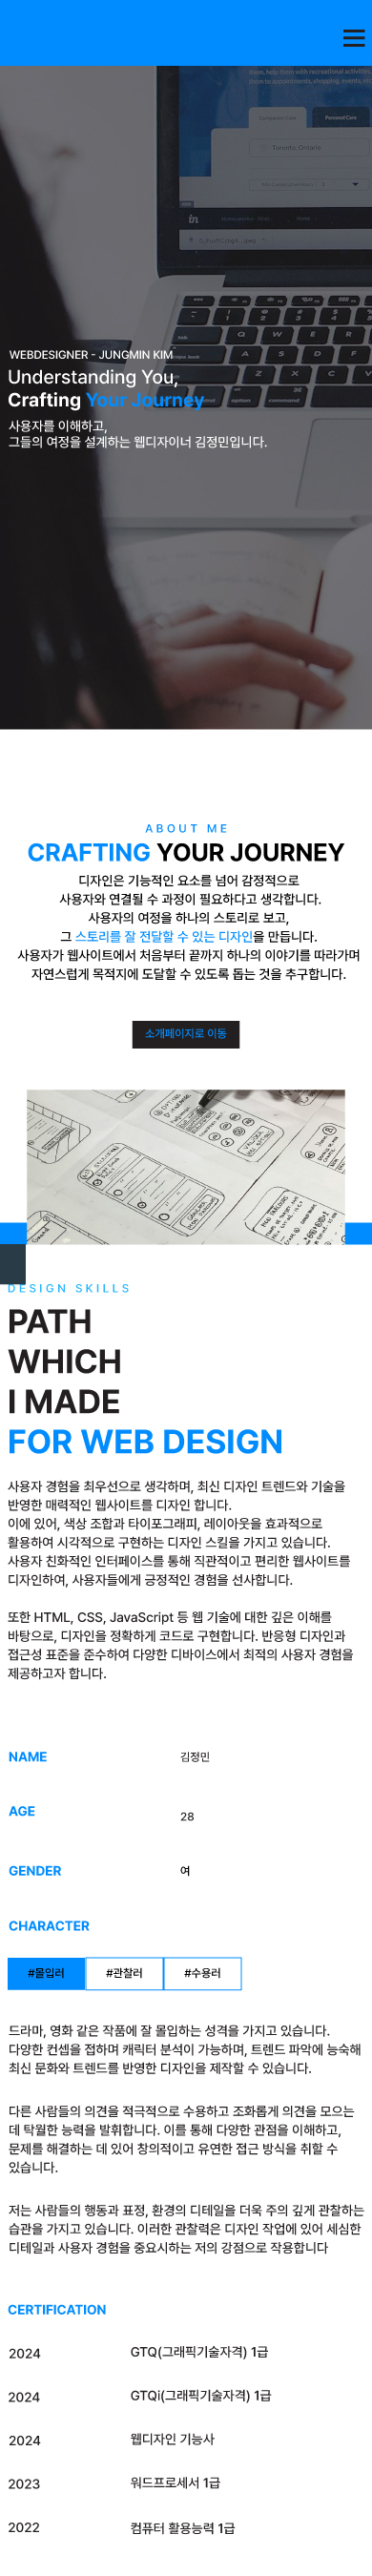 Companion Care
Personal Care
Toronto, Ontario
in
WEBDESIGNER - JUNGMIN KIM
Understanding You,
Crafting Your Journey
사용자를 이해하고,
그들의 여정을 설계하는 웹디자이너 김정민입니다.
ABOUT ME
CRAFTING YOUR JOURNEY
디자인은 기능적인 요소를 넘어 감정적으로
사용자와 연결될 수 과정이 필요하다고 생각합니다.
사용자의 여정을 하나의 스토리로 보고,
그 스토리를 잘 전달할 수 있는 디자인을 만듭니다.
사용자가 웹사이트에서 처음부터 끝까지 하나의 이야기를 따라가며
자연스럽게 목적지에 도달할 수 있도록 돕는 것을 추구합니다.
소개페이지로 이동
DESIGN SKILLS
PATH
WHICH
I MADE
FOR WEB DESIGN
사용자 경험을 최우선으로 생각하며, 최신 디자인 트렌드와 기술을
반영한 매력적인 웹사이트를 디자인 합니다.
이에 있어, 색상 조합과 타이포그래피, 레이아웃을 효과적으로
활용하여 시각적으로 구현하는 디자인 스킬을 가지고 있습니다.
사용자 친화적인 인터페이스를 통해 직관적이고 편리한 웹사이트를
디자인하여, 사용자들에게 긍정적인 경험을 선사합니다.
또한 HTML, CSS, JavaScript 등 웹 기술에 대한 깊은 이해를
바탕으로, 디자인을 정확하게 코드로 구현합니다. 반응형 디자인과
접근성 표준을 준수하여 다양한 디바이스에서 최적의 사용자 경험을
제공하고자 합니다.
NAME 김정민
AGE 28
GENDER 여
CHARACTER
#몰입러 #관찰러 #수용러
드라마, 영화 같은 작품에 잘 몰입하는 성격을 가지고 있습니다.
다양한 컨셉을 접하며 캐릭터 분석이 가능하며, 트렌드 파악에 능숙해
최신 문화와 트렌드를 반영한 디자인을 제작할 수 있습니다.
다른 사람들의 의견을 적극적으로 수용하고 조화롭게 의견을 모으는
데 탁월한 능력을 발휘합니다. 이를 통해 다양한 관점을 이해하고,
문제를 해결하는 데 있어 창의적이고 유연한 접근 방식을 취할 수
있습니다.
저는 사람들의 행동과 표정, 환경의 디테일을 더욱 주의 깊게 관찰하는
습관을 가지고 있습니다. 이러한 관찰력은 디자인 작업에 있어 세심한
디테일과 사용자 경험을 중요시하는 저의 강점으로 작용합니다
CERTIFICATION
2024 GTQ(그래픽기술자격) 1급
2024 GTQi(그래픽기술자격) 1급
2024 웹디자인 기능사
2023 워드프로세서 1급
2022 컴퓨터 활용능력 1급